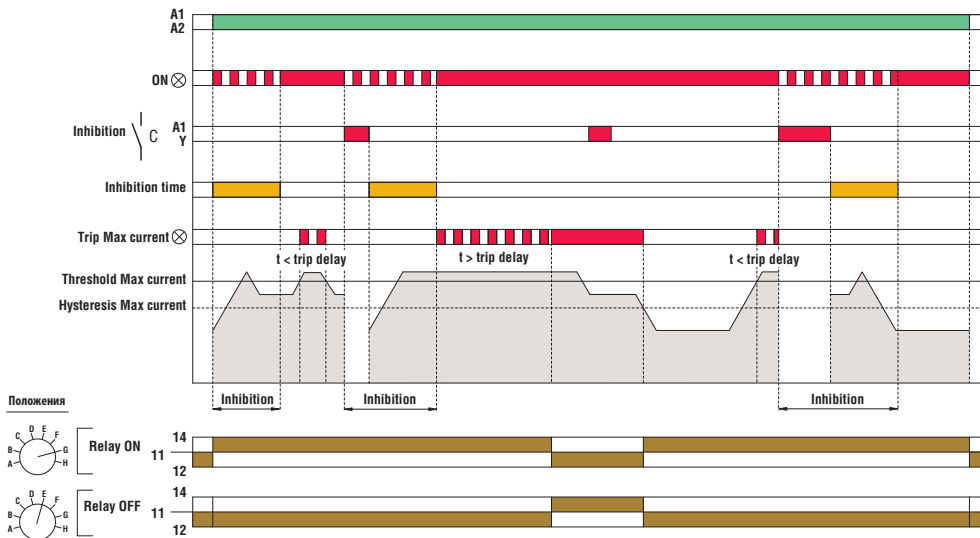 A1
A2
ON
Inhibition C A1
Y
Inhibition time
Trip Max current
t < trip delay t > trip delay t < trip delay
Threshold Max current
Hysteresis Max current
Inhibition Inhibition Inhibition
Положения
A B C D E F G H
Relay ON
14
11
12
A B C D E F G H
Relay OFF
14
11
12